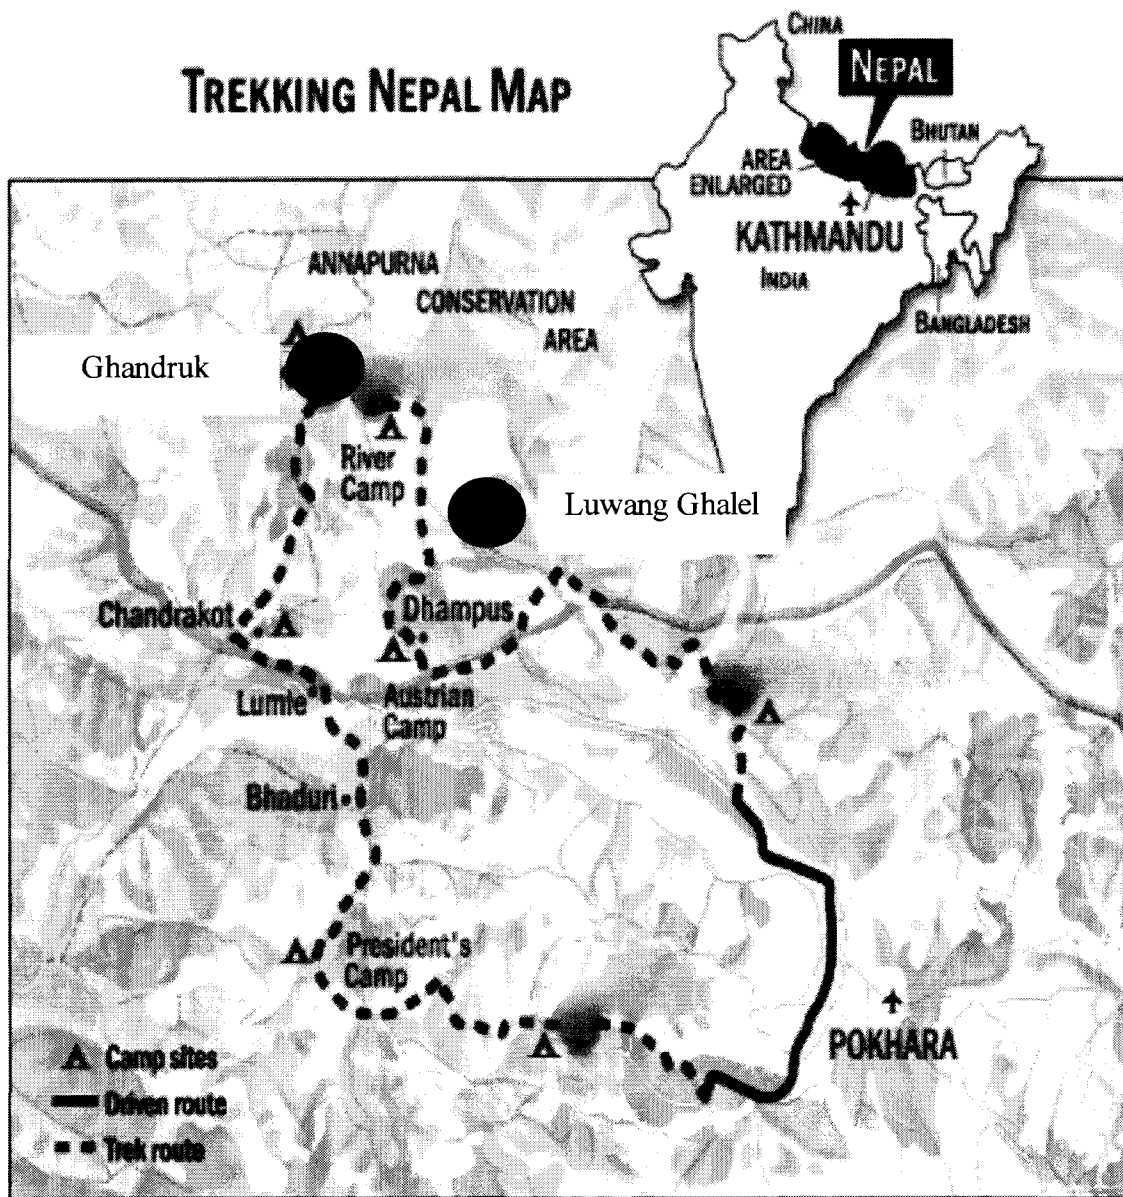 TREKKING NEPAL MAP
CHINA
NEPAL
BHUTAN
AREA
ENLARGED
KATHMANDU
INDIA
BANGLADESH
ANNAPURNA
CONSERVATION
AREA
Ghandruk
River
Camp
Luwang Ghalel
Chandrakot
Dhampus
Lumle
Austrian
Camp
Bhaduri
President's
Camp
POKHARA
Camp sites
Driven route
Trek route